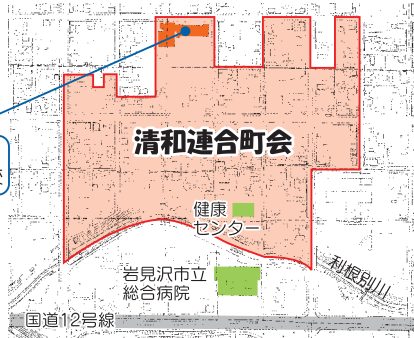 清和連合町会
健康
センター
利根別川
岩見沢市立
総合病院
国道12号線